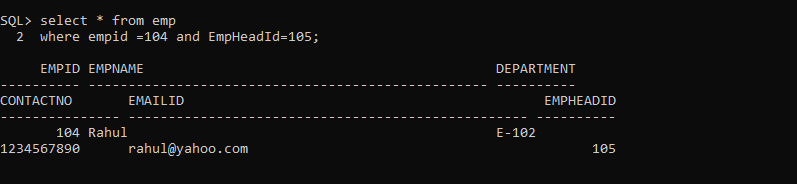 SQL> select * from emp
  2  where empid =104 and EmpHeadId=105;
     EMPID EMPNAME                                            DEPARTMENT
---------- -------------------------------------------------- ----------
CONTACTNO       EMAILID                                             EMPHEADID
--------------- -------------------------------------------------- ----------
       104 Rahul                                              E-102
1234567890      rahul@yahoo.com                                           105